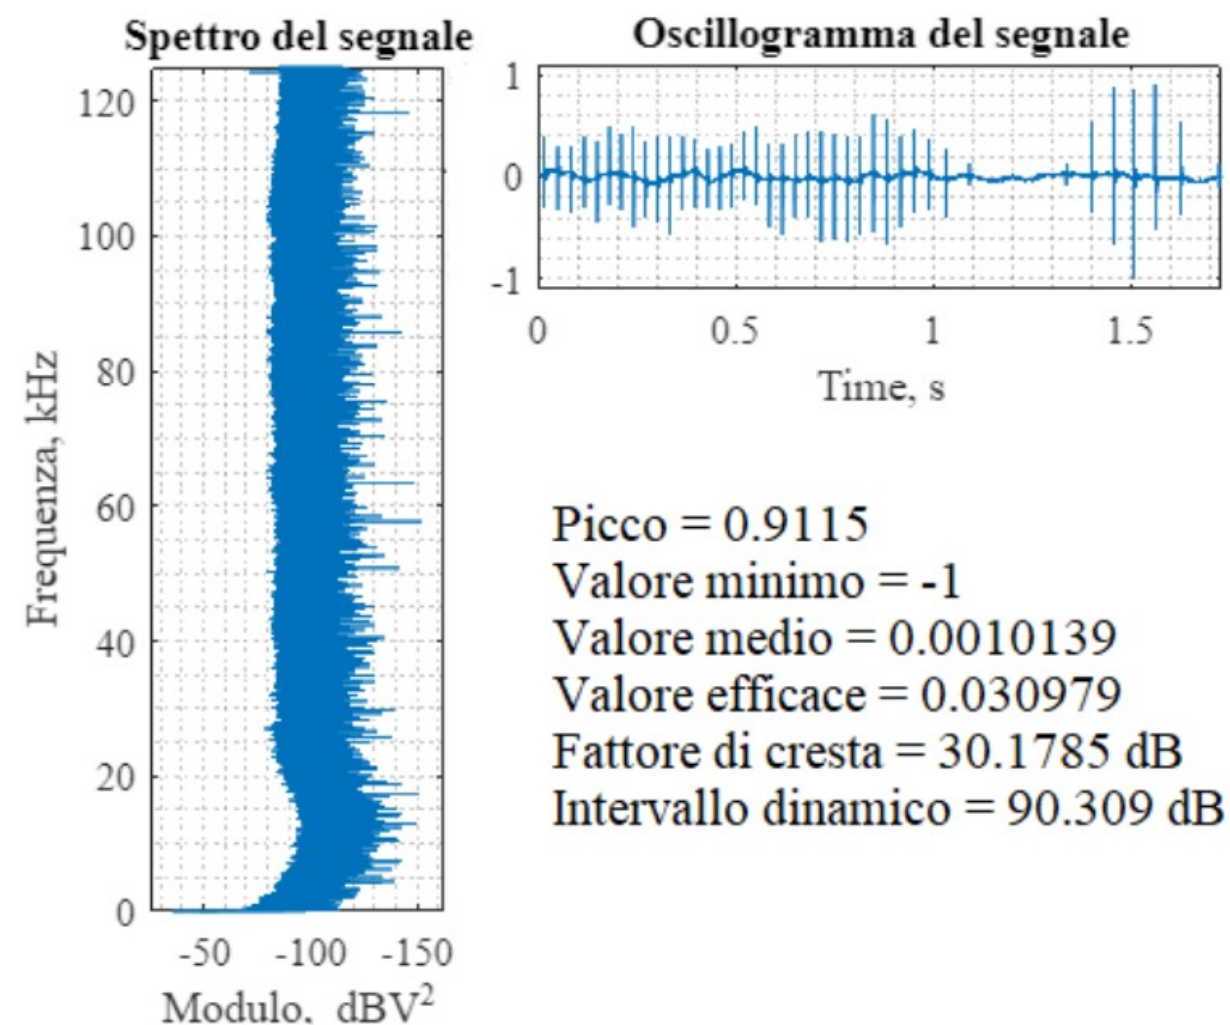 Spettro del segnale
120
100
80
60
40
20
0
Frequenza, kHz
-50 -100 -150
Modulo, dBV²
Oscillogramma del segnale
1
0
-1
0 0.5 1 1.5
Time, s
Picco = 0.9115
Valore minimo = -1
Valore medio = 0.0010139
Valore efficace = 0.030979
Fattore di cresta = 30.1785 dB
Intervallo dinamico = 90.309 dB